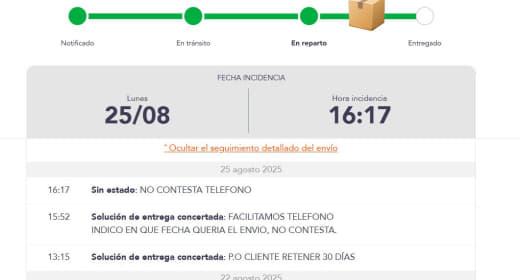 Notificado
En tránsito
En reparto
Entregado
FECHA INCIDENCIA
Lunes
25/08
Hora incidencia
16:17
ˆ Ocultar el seguimiento detallado del envío
25 agosto 2025
16:17 Sin estado: NO CONTESTA TELEFONO
15:52 Solución de entrega concertada: FACILITAMOS TELEFONO
INDICO EN QUE FECHA QUERIA EL ENVIO, NO CONTESTA.
13:15 Solución de entrega concertada: P.O CLIENTE RETENER 30 DÍAS
22 agosto 2025